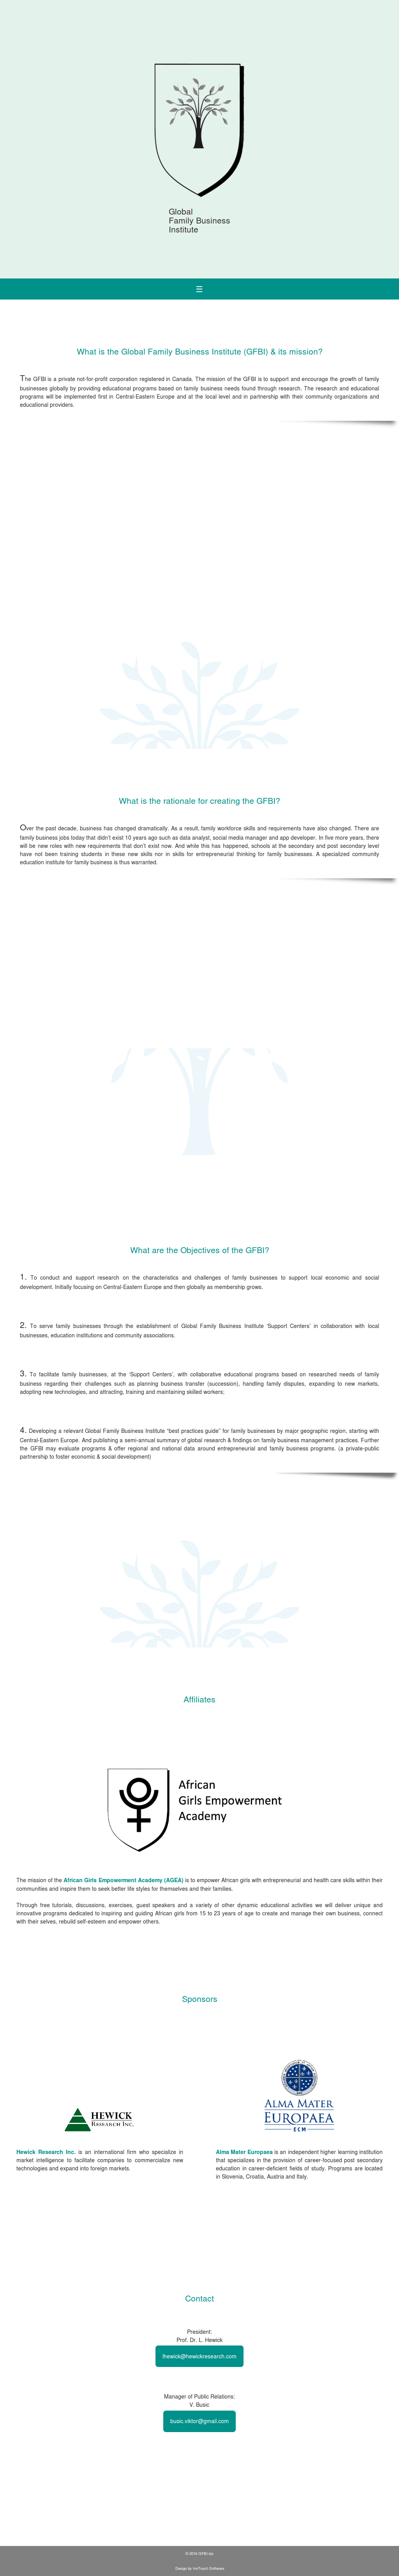 Global
Family Business
Institute
☰
What is the Global Family Business Institute (GFBI) & its mission?
The GFBI is a private not-for-profit corporation registered in Canada. The mission of the GFBI is to support and encourage the growth of family
businesses globally by providing educational programs based on family business needs found through research. The research and educational
programs will be implemented first in Central-Eastern Europe and at the local level and in partnership with their community organizations and
educational providers.
What is the rationale for creating the GFBI?
Over the past decade, business has changed dramatically. As a result, family workforce skills and requirements have also changed. There are
family business jobs today that didn't exist 10 years ago such as data analyst, social media manager and app developer. In five more years, there
will be new roles with new requirements that don't exist now. And while this has happened, schools at the secondary and post secondary level
have not been training students in these new skills nor in skills for entrepreneurial thinking for family businesses. A specialized community
education institute for family business is thus warranted.
What are the Objectives of the GFBI?
1. To conduct and support research on the characteristics and challenges of family businesses to support local economic and social
development. Initially focusing on Central-Eastern Europe and then globally as membership grows.
2. To serve family businesses through the establishment of Global Family Business Institute 'Support Centers' in collaboration with local
businesses, education institutions and community associations.
3. To facilitate family businesses, at the 'Support Centers', with collaborative educational programs based on researched needs of family
business regarding their challenges such as planning business transfer (succession), handling family disputes, expanding to new markets,
adopting new technologies, and attracting, training and maintaining skilled workers;
4. Developing a relevant Global Family Business Institute “best practices guide” for family businesses by major geographic region, starting with
Central-Eastern Europe. And publishing a semi-annual summary of global research & findings on family business management practices. Further
the GFBI may evaluate programs & offer regional and national data around entrepreneurial and family business programs. (a private-public
partnership to foster economic & social development)
Affiliates
African
Girls Empowerment
Academy
The mission of the African Girls Empowerment Academy (AGEA) is to empower African girls with entrepreneurial and health care skills within their
communities and inspire them to seek better life styles for themselves and their families.
Through free tutorials, discussions, exercises, guest speakers and a variety of other dynamic educational activities we will deliver unique and
innovative programs dedicated to inspiring and guiding African girls from 15 to 23 years of age to create and manage their own business, connect
with their selves, rebuild self-esteem and empower others.
Sponsors
HEWICK
RESEARCH INC.
ALMA MATER
EUROPAEA
ECM
Hewick Research Inc. is an international firm who specialize in
market intelligence to facilitate companies to commercialize new
technologies and expand into foreign markets.
Alma Mater Europaea is an independent higher learning institution
that specializes in the provision of career-focused post secondary
education in career-deficient fields of study. Programs are located
in Slovenia, Croatia, Austria and Italy.
Contact
President:
Prof. Dr. L. Hewick
lhewick@hewickresearch.com
Manager of Public Relations:
V. Busic
busic.viktor@gmail.com
Design by VorTouch Software